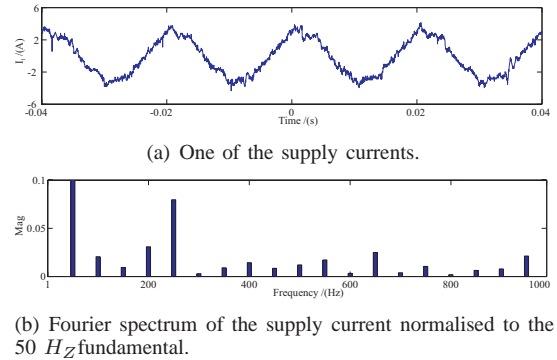 6
2
-2
-6
I_i /(A)
-0.04
-0.02
0
0.02
0.04
Time /(s)
(a) One of the supply currents.
0.1
0.05
0
Mag
1
200
400
600
800
1000
Frequency /(Hz)
(b) Fourier spectrum of the supply current normalised to the
50 H_Z fundamental.